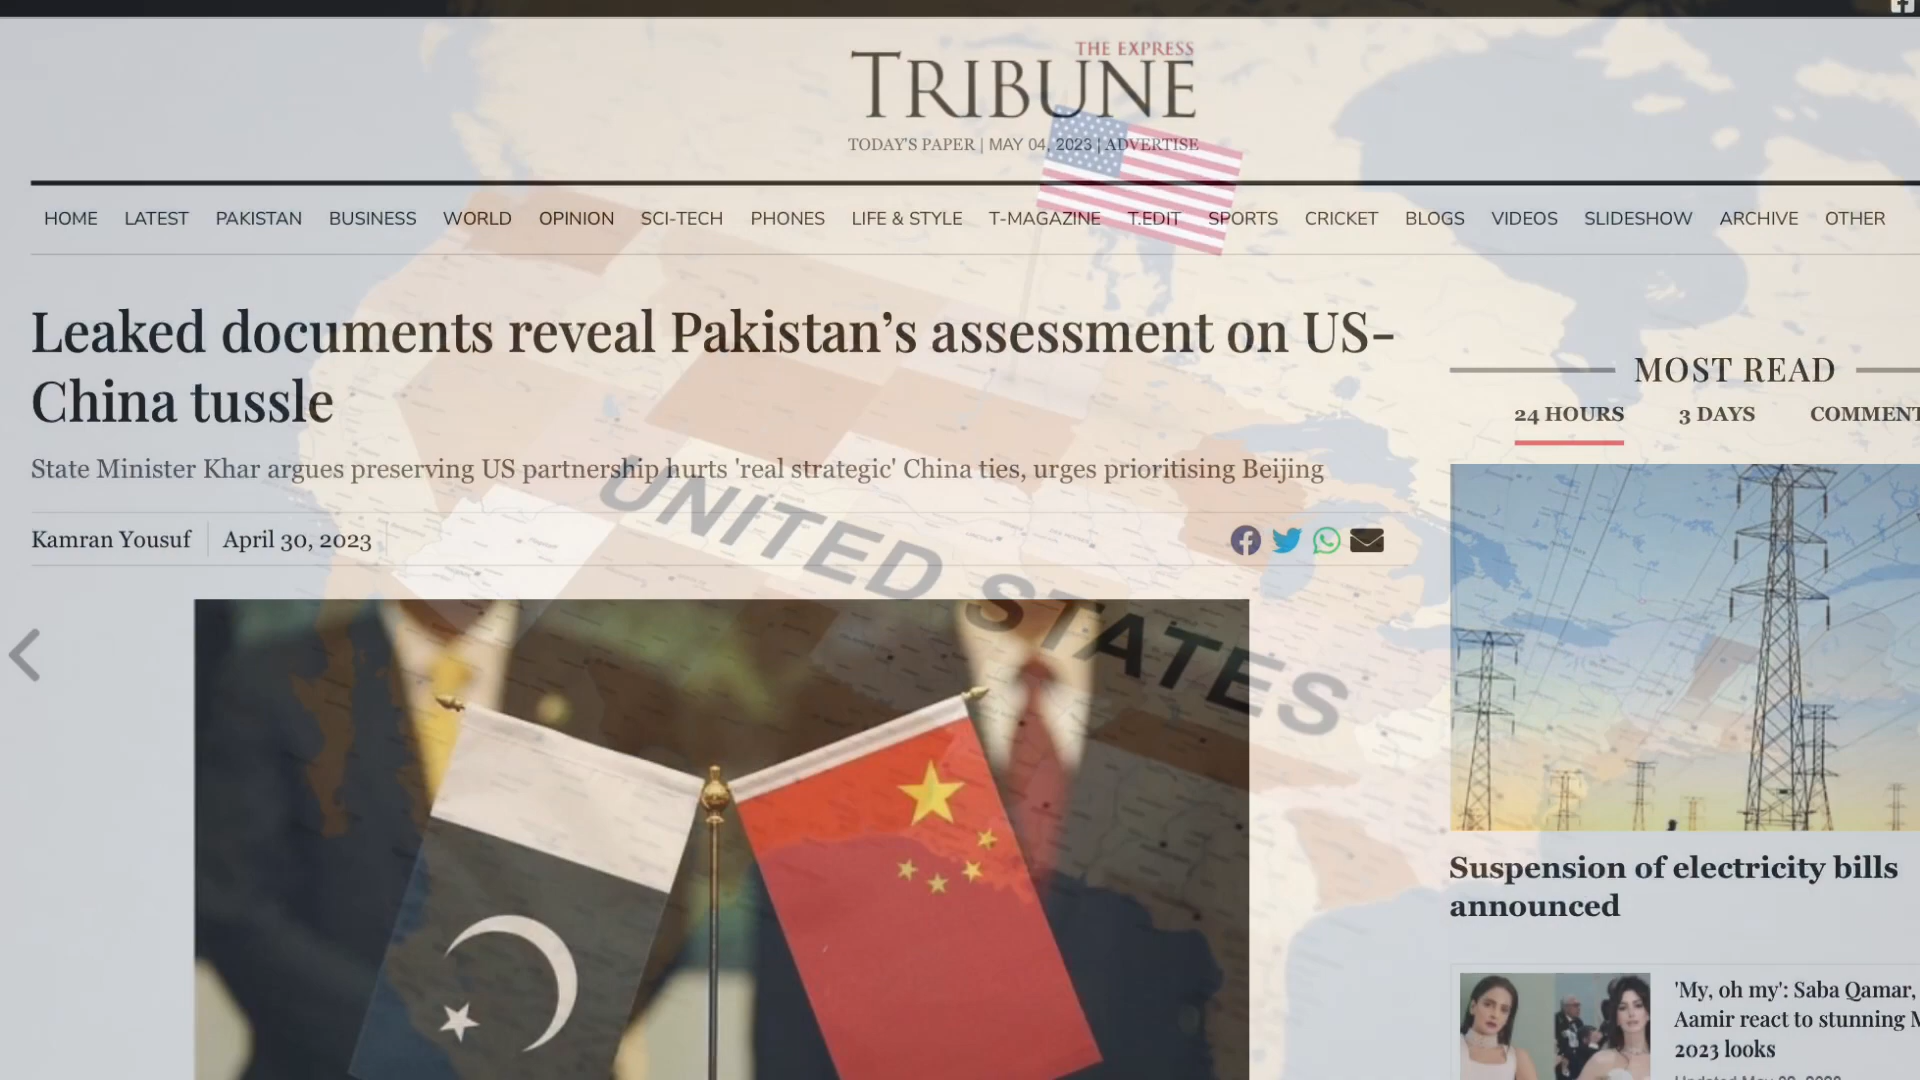 THE EXPRESS
TRIBUNE
TODAY'S PAPER | MAY 04, 2023 | ADVERTISE
HOME LATEST PAKISTAN BUSINESS WORLD OPINION SCI-TECH PHONES LIFE & STYLE T-MAGAZINE T.EDIT SPORTS CRICKET BLOGS VIDEOS SLIDESHOW ARCHIVE OTHER
Leaked documents reveal Pakistan's assessment on US-
China tussle
State Minister Khar argues preserving US partnership hurts 'real strategic' China ties, urges prioritising Beijing
Kamran Yousuf
April 30, 2023
UNITED STATES
MOST READ
24 HOURS 3 DAYS COMMENT
Suspension of electricity bills
announced
'My, oh my': Saba Qamar,
Aamir react to stunning M
2023 looks